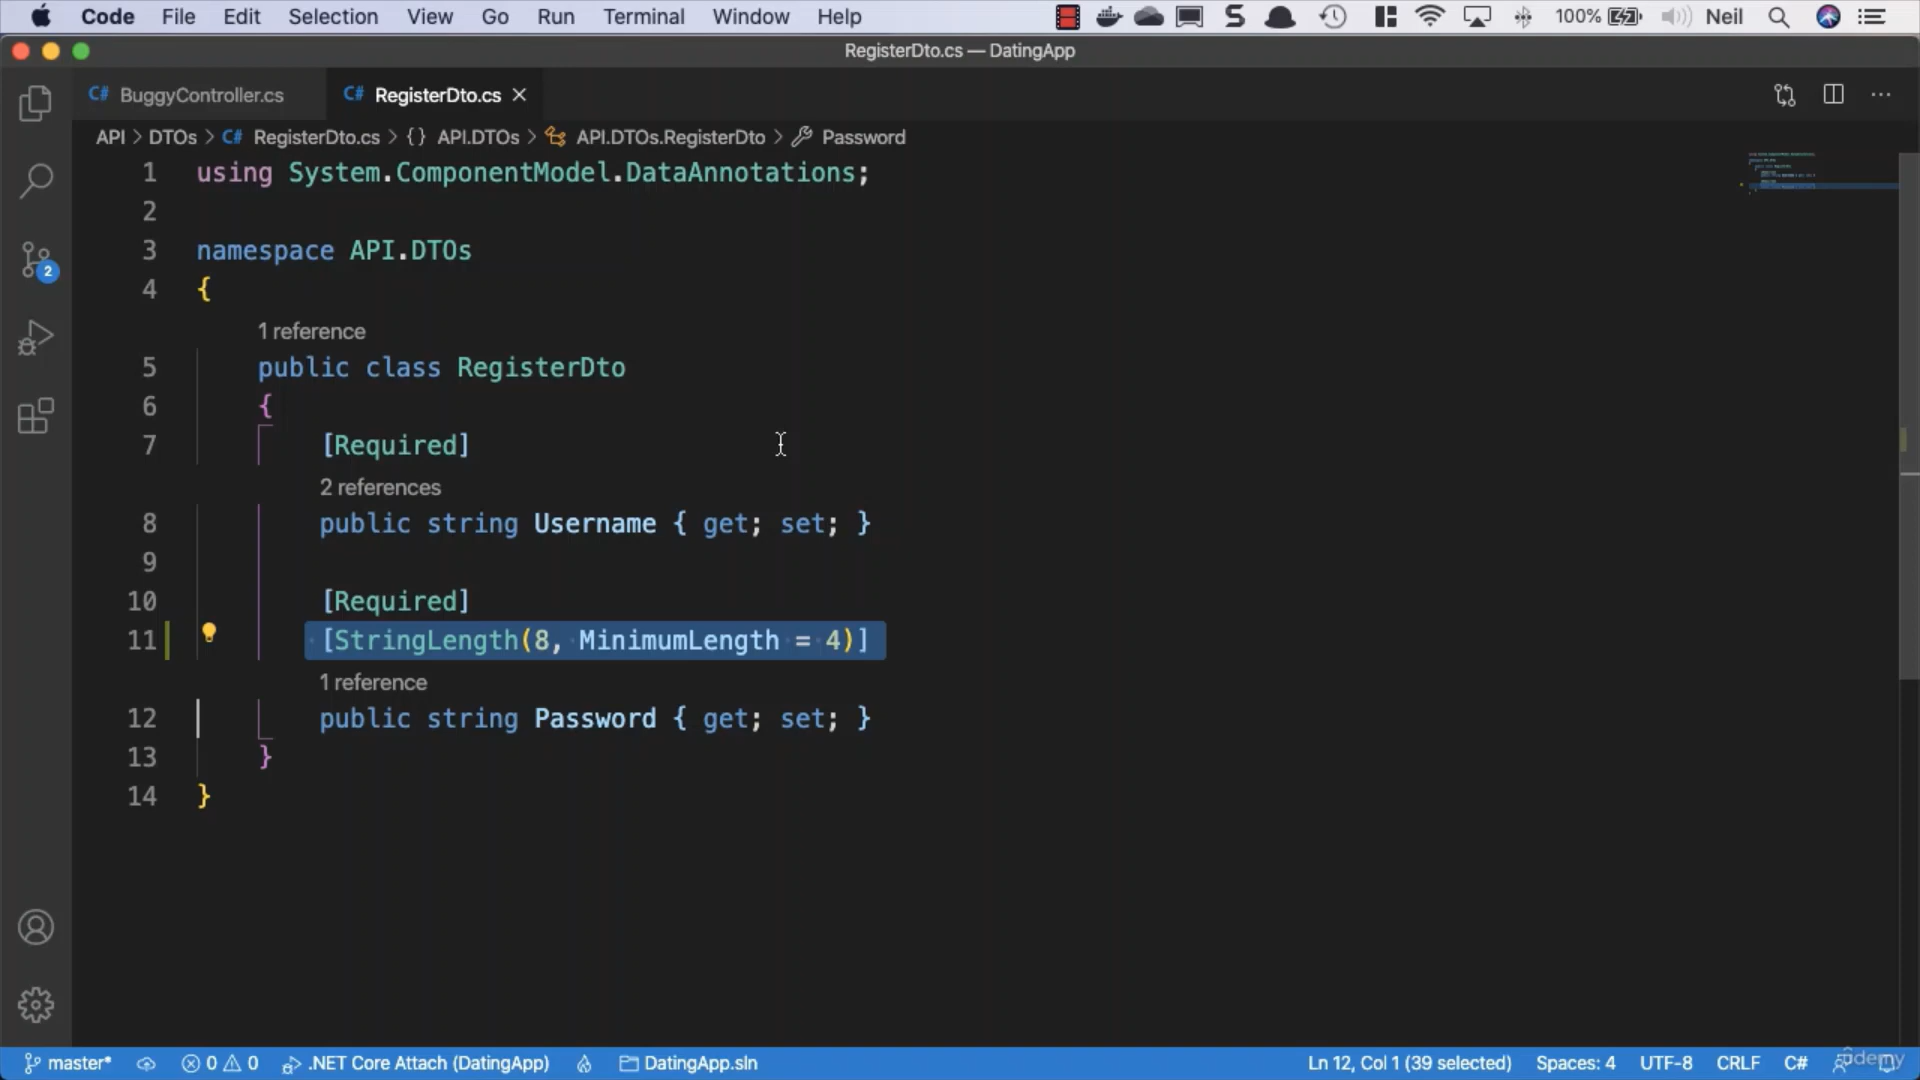 Code File Edit Selection View Go Run Terminal Window Help 100% Neil
RegisterDto.cs — DatingApp
C# BuggyController.cs C# RegisterDto.cs
API > DTOs > C# RegisterDto.cs > {} API.DTOs > API.DTOs.RegisterDto > Password
1 using System.ComponentModel.DataAnnotations;
2
3 namespace API.DTOs
4 {
1 reference
5 public class RegisterDto
6 {
7 [Required]
2 references
8 public string Username { get; set; }
9
10 [Required]
11 [StringLength(8, MinimumLength = 4)]
1 reference
12 public string Password { get; set; }
13 }
14 }
2
master* 0 0 .NET Core Attach (DatingApp) DatingApp.sln Ln 12, Col 1 (39 selected) Spaces: 4 UTF-8 CRLF C#
udemy